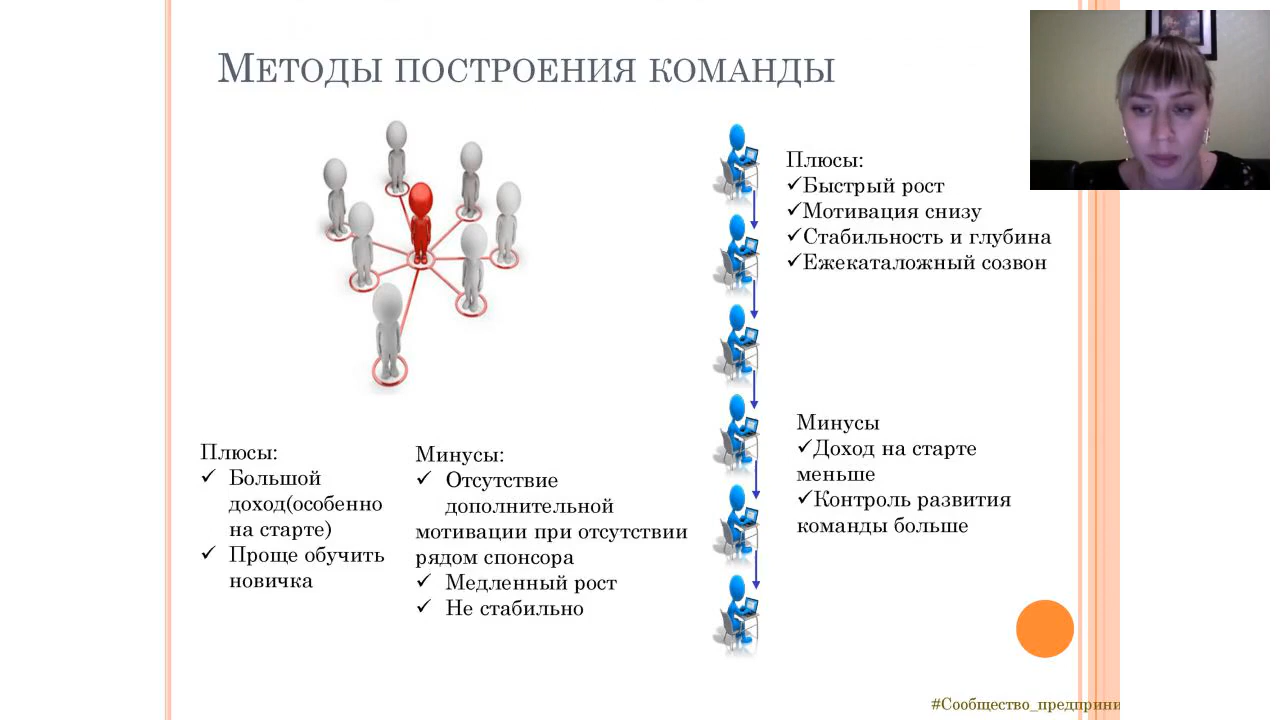 Методы построения команды
Плюсы:
✓Быстрый рост
✓Мотивация снизу
✓Стабильность и глубина
✓Ежекаталожный созвон
Минусы
✓Доход на старте
меньше
✓Контроль развития
команды больше
Плюсы:
✓ Большой
доход(особенно
на старте)
✓ Проще обучить
новичка
Минусы:
✓ Отсутствие
дополнительной
мотивации при отсутствии
рядом спонсора
✓ Медленный рост
✓ Не стабильно
#Сообщество_предприни